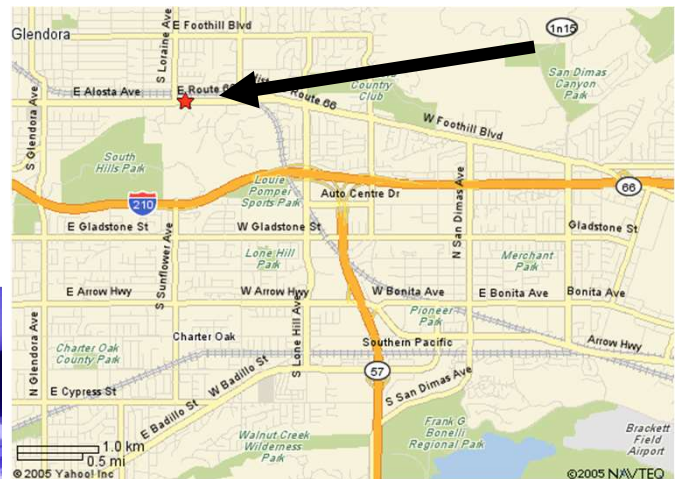 E Foothill Blvd
1n15
Glendora
S Loraine Ave
San Dimas
Canyon
Park
Country
Club
E Alosta Ave
E Route 66
Route 66
W Foothill Blvd
S Glendora Ave
South
Hills Park
Louie
Pomper
Sports Park
Auto Centre Dr
66
210
N San Dimas Ave
E Gladstone St
W Gladstone St
Gladstone St
S Sunflower Ave
Lone Hill
Park
Merchant
Park
E Arrow Hwy
W Arrow Hwy
W Bonita Ave
E Bonita Ave
Bonita Ave
Pioneer
Park
N Glendora Ave
Charter Oak
S Lone Hill Ave
Southern Pacific
Arrow Hwy
Charter Oak
County Park
57
W Badillo St
S San Dimas Ave
E Cypress St
E Badillo St
Walnut Creek
Wilderness
Park
Frank G
Bonelli
Regional Park
Brackett
Field
Airport
1.0 km
0.5 mi
©2005 Yahoo! Inc
©2005 NAVTEQ